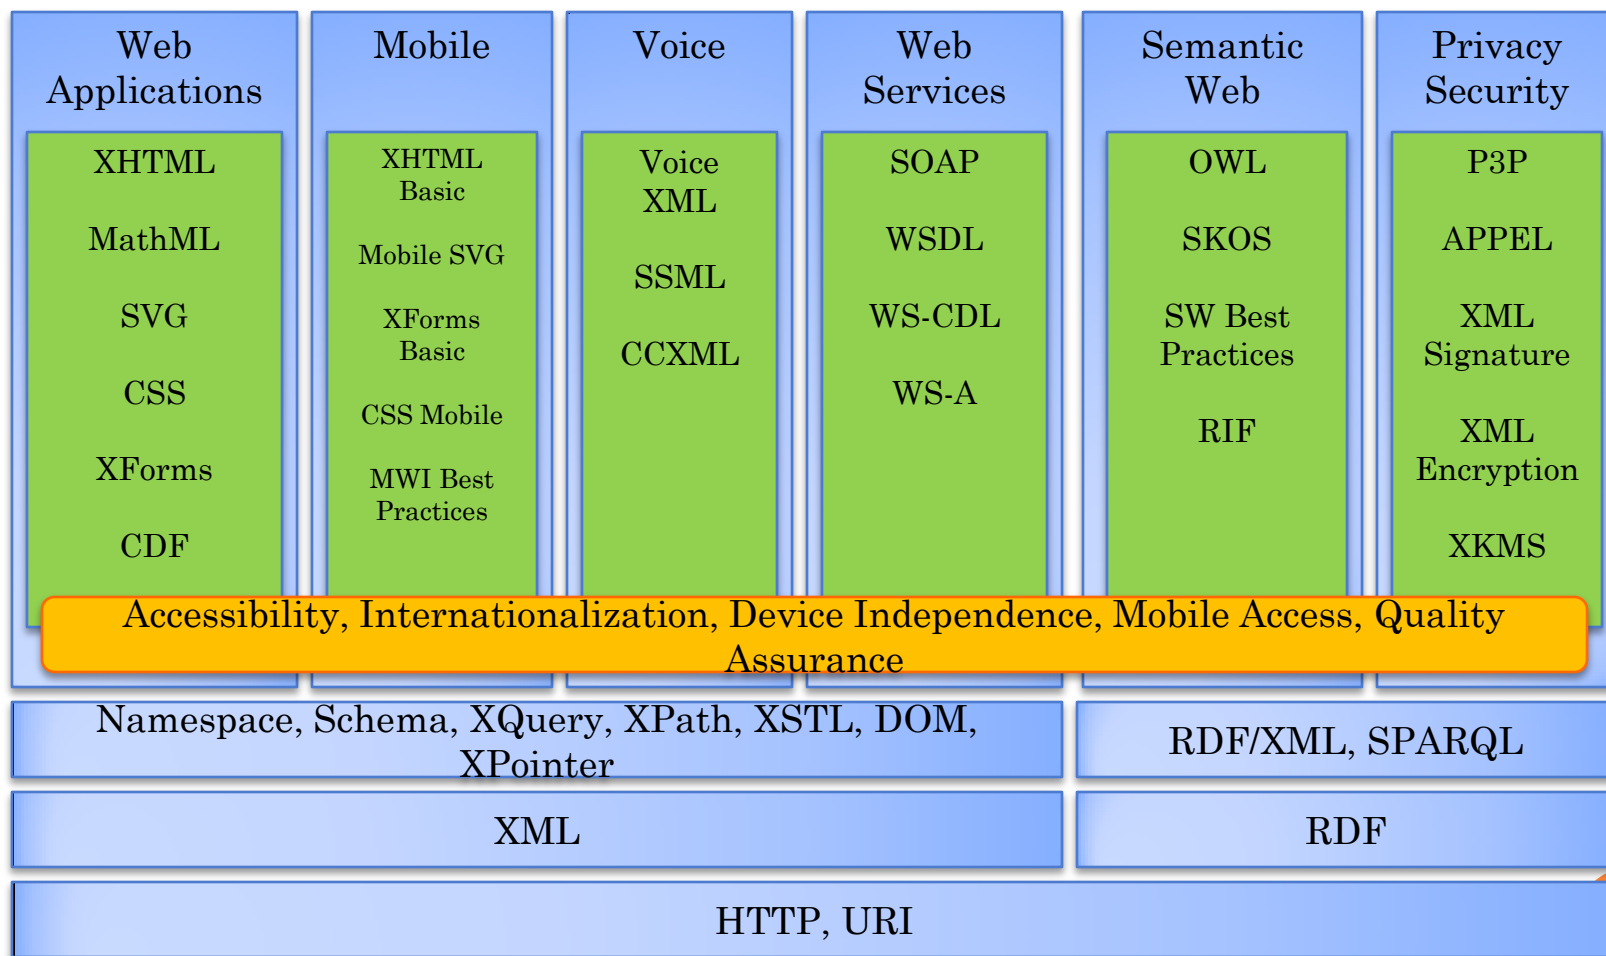 Web
Applications
XHTML
MathML
SVG
CSS
XForms
CDF
Mobile
XHTML
Basic
Mobile SVG
XForms
Basic
CSS Mobile
MWI Best
Practices
Voice
Voice
XML
SSML
CCXML
Web
Services
SOAP
WSDL
WS-CDL
WS-A
Semantic
Web
OWL
SKOS
SW Best
Practices
RIF
Privacy
Security
P3P
APPEL
XML
Signature
XML
Encryption
XKMS
Accessibility, Internationalization, Device Independence, Mobile Access, Quality
Assurance
Namespace, Schema, XQuery, XPath, XSTL, DOM,
XPointer
RDF/XML, SPARQL
XML
RDF
HTTP, URI